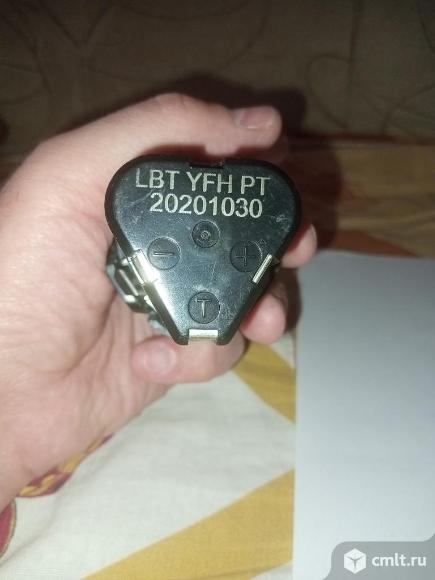 LBT YFH PT
20201030
- +
T
cmlt.ru